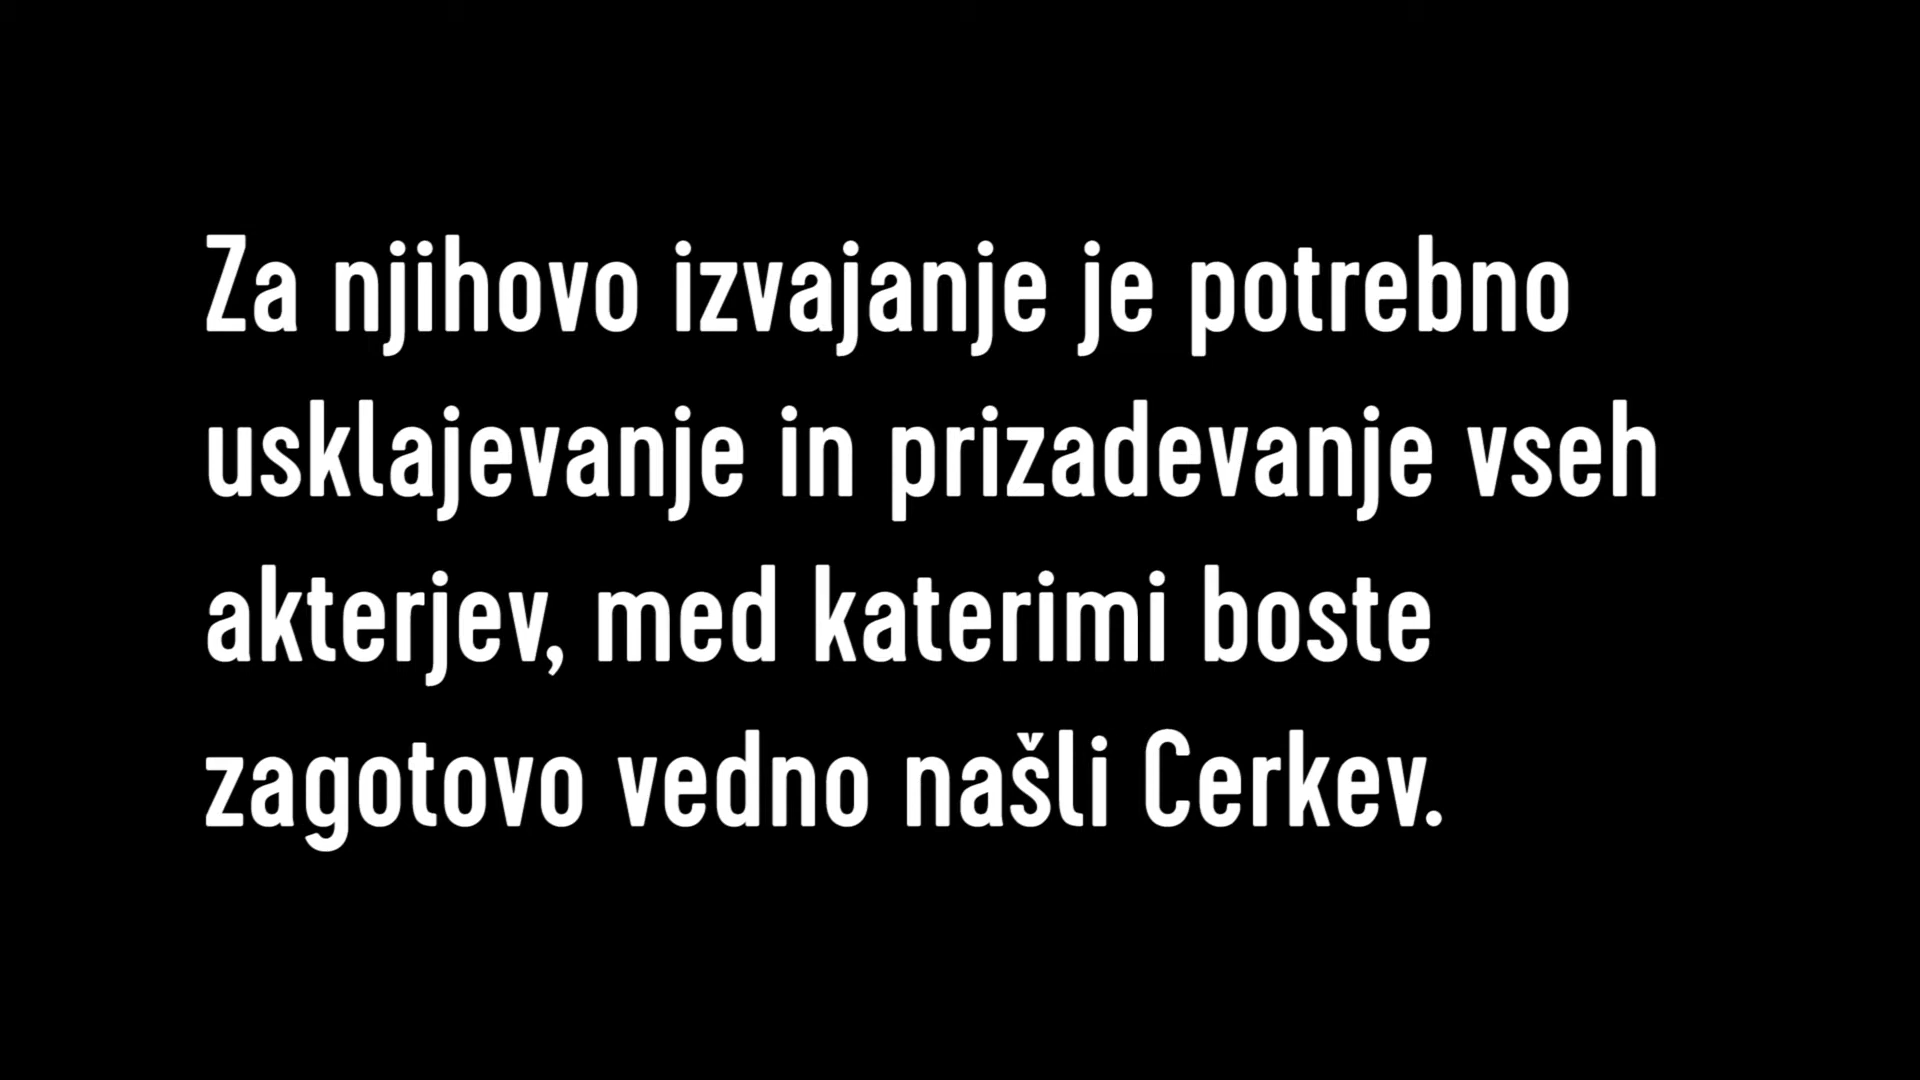 Za njihovo izvajanje je potrebno
usklajevanje in prizadevanje vseh
akterjev, med katerimi boste
zagotovo vedno našli Cerkev.